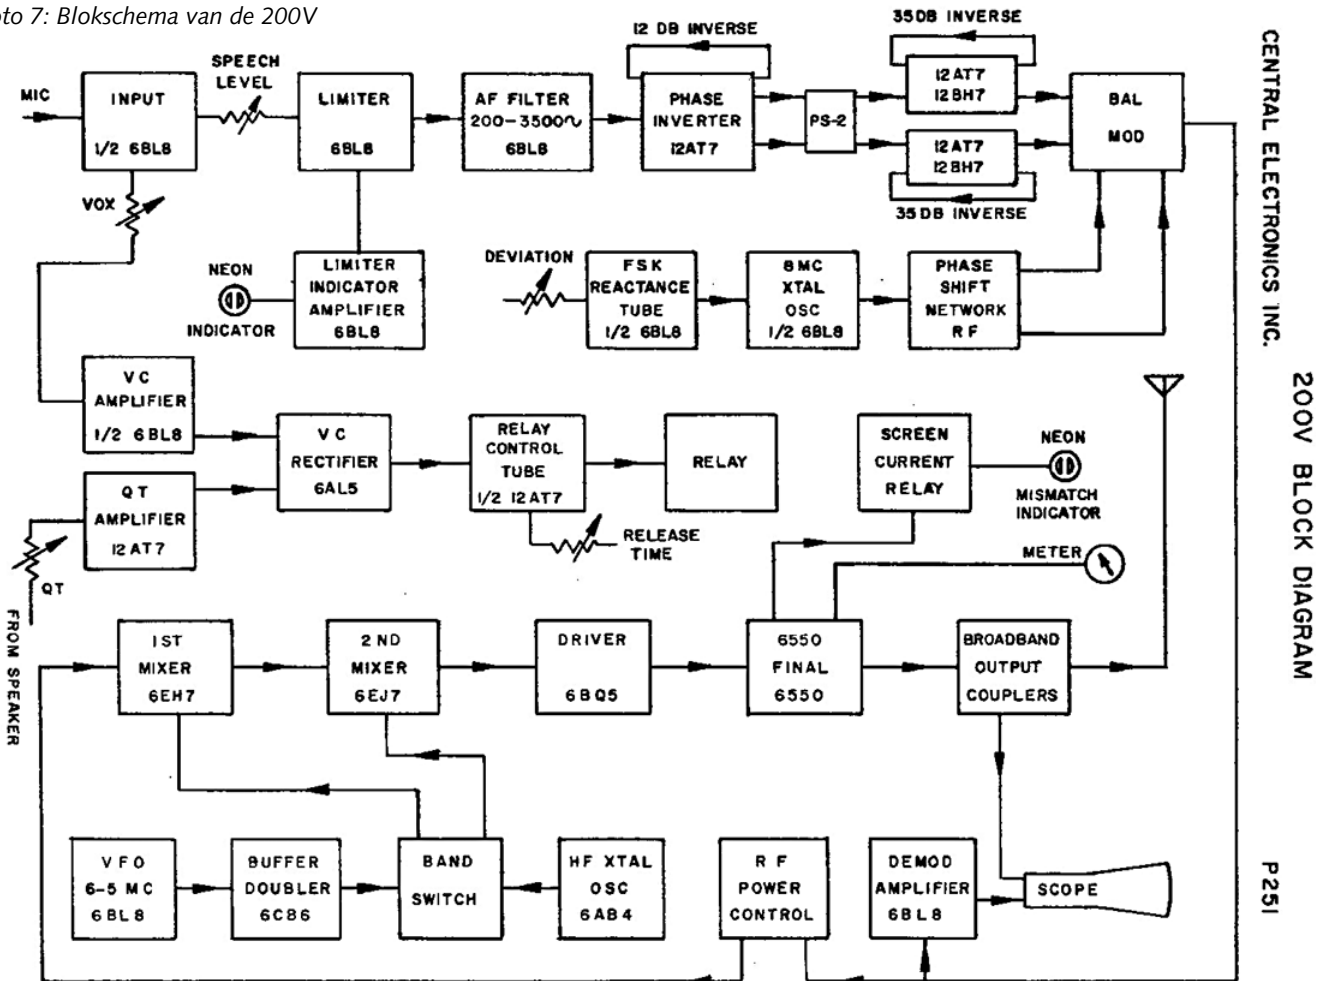 oto 7: Blokschema van de 200V
MIC
INPUT
1/2 6BL8
SPEECH
LEVEL
LIMITER
6BL8
AF FILTER
200-3500∿
6BL8
12 DB INVERSE
PHASE
INVERTER
12AT7
PS-2
35DB INVERSE
12AT7
12BH7
12AT7
12BH7
35DB INVERSE
BAL
MOD
VOX
NEON
INDICATOR
LIMITER
INDICATOR
AMPLIFIER
6BL8
DEVIATION
FSK
REACTANCE
TUBE
1/2 6BL8
8MC
XTAL
OSC
1/2 6BL8
PHASE
SHIFT
NETWORK
RF
VC
AMPLIFIER
1/2 6BL8
VC
RECTIFIER
6AL5
RELAY
CONTROL
TUBE
1/2 12AT7
RELAY
SCREEN
CURRENT
RELAY
NEON
MISMATCH
INDICATOR
QT
AMPLIFIER
12AT7
RELEASE
TIME
METER
QT
FROM SPEAKER
1ST
MIXER
6EH7
2ND
MIXER
6EJ7
DRIVER
6BQ5
6550
FINAL
6550
BROADBAND
OUTPUT
COUPLERS
VFO
6-5 MC
6BL8
BUFFER
DOUBLER
6CB6
BAND
SWITCH
HF XTAL
OSC
6AB4
RF
POWER
CONTROL
DEMOD
AMPLIFIER
6BL8
SCOPE
CENTRAL ELECTRONICS INC.
200V BLOCK DIAGRAM
P251